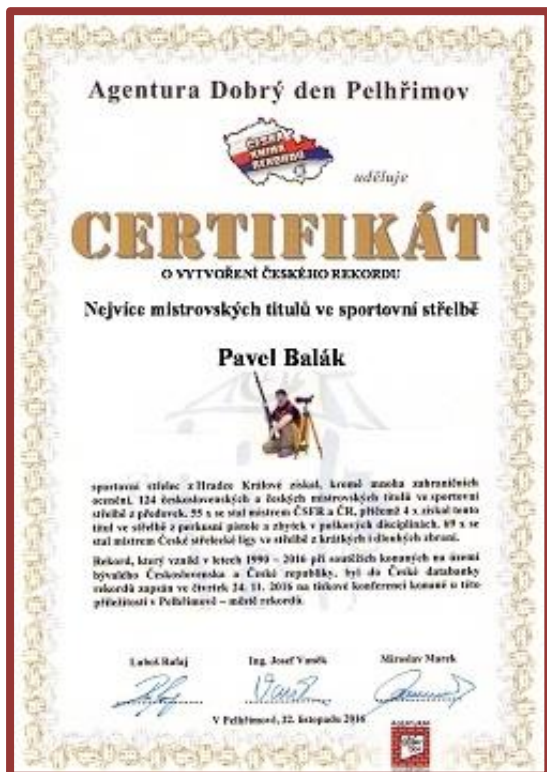 Agentura Dobrý den Pelhřimov
ČESKÁ
KNIHA
REKORDŮ
uděluje
CERTIFIKÁT
O VYTVOŘENÍ ČESKÉHO REKORDU
Nejvíce mistrovských titulů ve sportovní střelbě
Pavel Balák
sportovní střelec z Hradce Králové získal, kromě mnoha zahraničních
ocenění, 124 československých a českých mistrovských titulů ve sportovní
střelbě z předovek. 55 x se stal mistrem ČSFR a ČR, přičemž 4 x získal tento
titul ve střelbě z perkusní pistole a zbytek v puškových disciplínách. 69 x se
stal mistrem České střelecké ligy ve střelbě z krátkých i dlouhých zbraní.
Rekord, který vznikl v letech 1990 – 2016 při soutěžích konaných na území
bývalého Československa a České republiky, byl do České databanky
rekordů zapsán ve čtvrtek 24. 11. 2016 na tiskové konferenci konané u této
příležitosti v Pelhřimově – městě rekordů.
Luboš Rafaj Ing. Josef Vaněk Miroslav Marek
V Pelhřimově, 22. listopadu 2016
AGENTURA